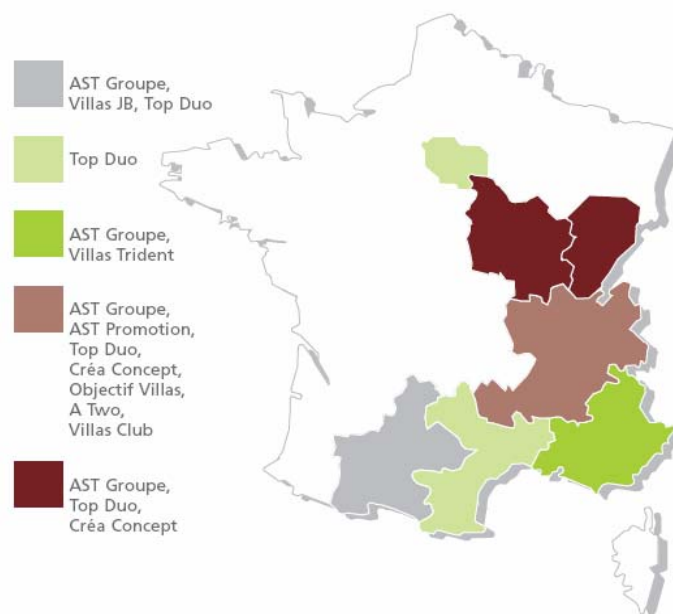 AST Groupe,
Villas JB, Top Duo
Top Duo
AST Groupe,
Villas Trident
AST Groupe,
AST Promotion,
Top Duo,
Créa Concept,
Objectif Villas,
A Two,
Villas Club
AST Groupe,
Top Duo,
Créa Concept